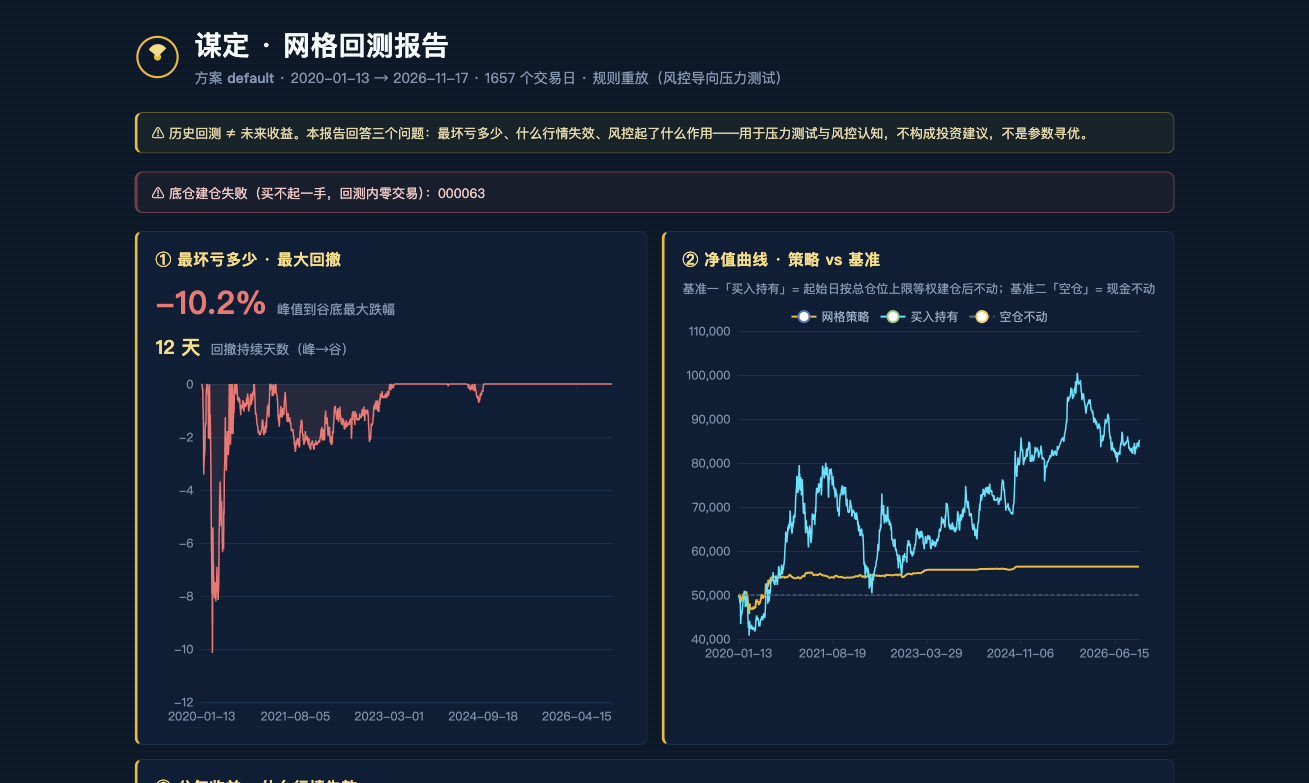 谋定 · 网格回测报告
方案 default · 2020-01-13 → 2026-11-17 · 1657 个交易日 · 规则重放（风控导向压力测试）
⚠ 历史回测 ≠ 未来收益。本报告回答三个问题：最坏亏多少、什么行情失效、风控起了什么作用——用于压力测试与风控认知，不构成投资建议，不是参数寻优。
⚠ 底仓建仓失败（买不起一手，回测内零交易）：000063
① 最坏亏多少 · 最大回撤
-10.2% 峰值到谷底最大跌幅
12 天 回撤持续天数（峰→谷）
0
-2
-4
-6
-8
-10
-12
2020-01-13 2021-08-05 2023-03-01 2024-09-18 2026-04-15
② 净值曲线 · 策略 vs 基准
基准一「买入持有」= 起始日按总仓位上限等权建仓后不动；基准二「空仓」= 现金不动
网格策略 买入持有 空仓不动
110,000
100,000
90,000
80,000
70,000
60,000
50,000
40,000
2020-01-13 2021-08-19 2023-03-29 2024-11-06 2026-06-15